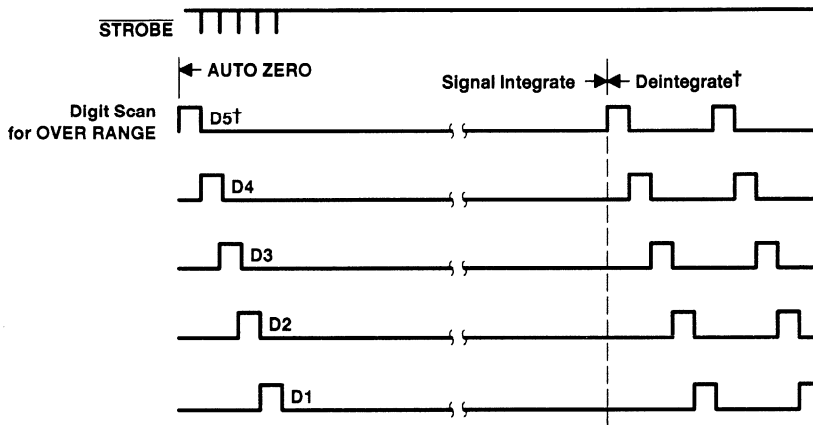 STROBE
AUTO ZERO
Signal Integrate
Deintegrate†
Digit Scan
for OVER RANGE
D5†
D4
D3
D2
D1